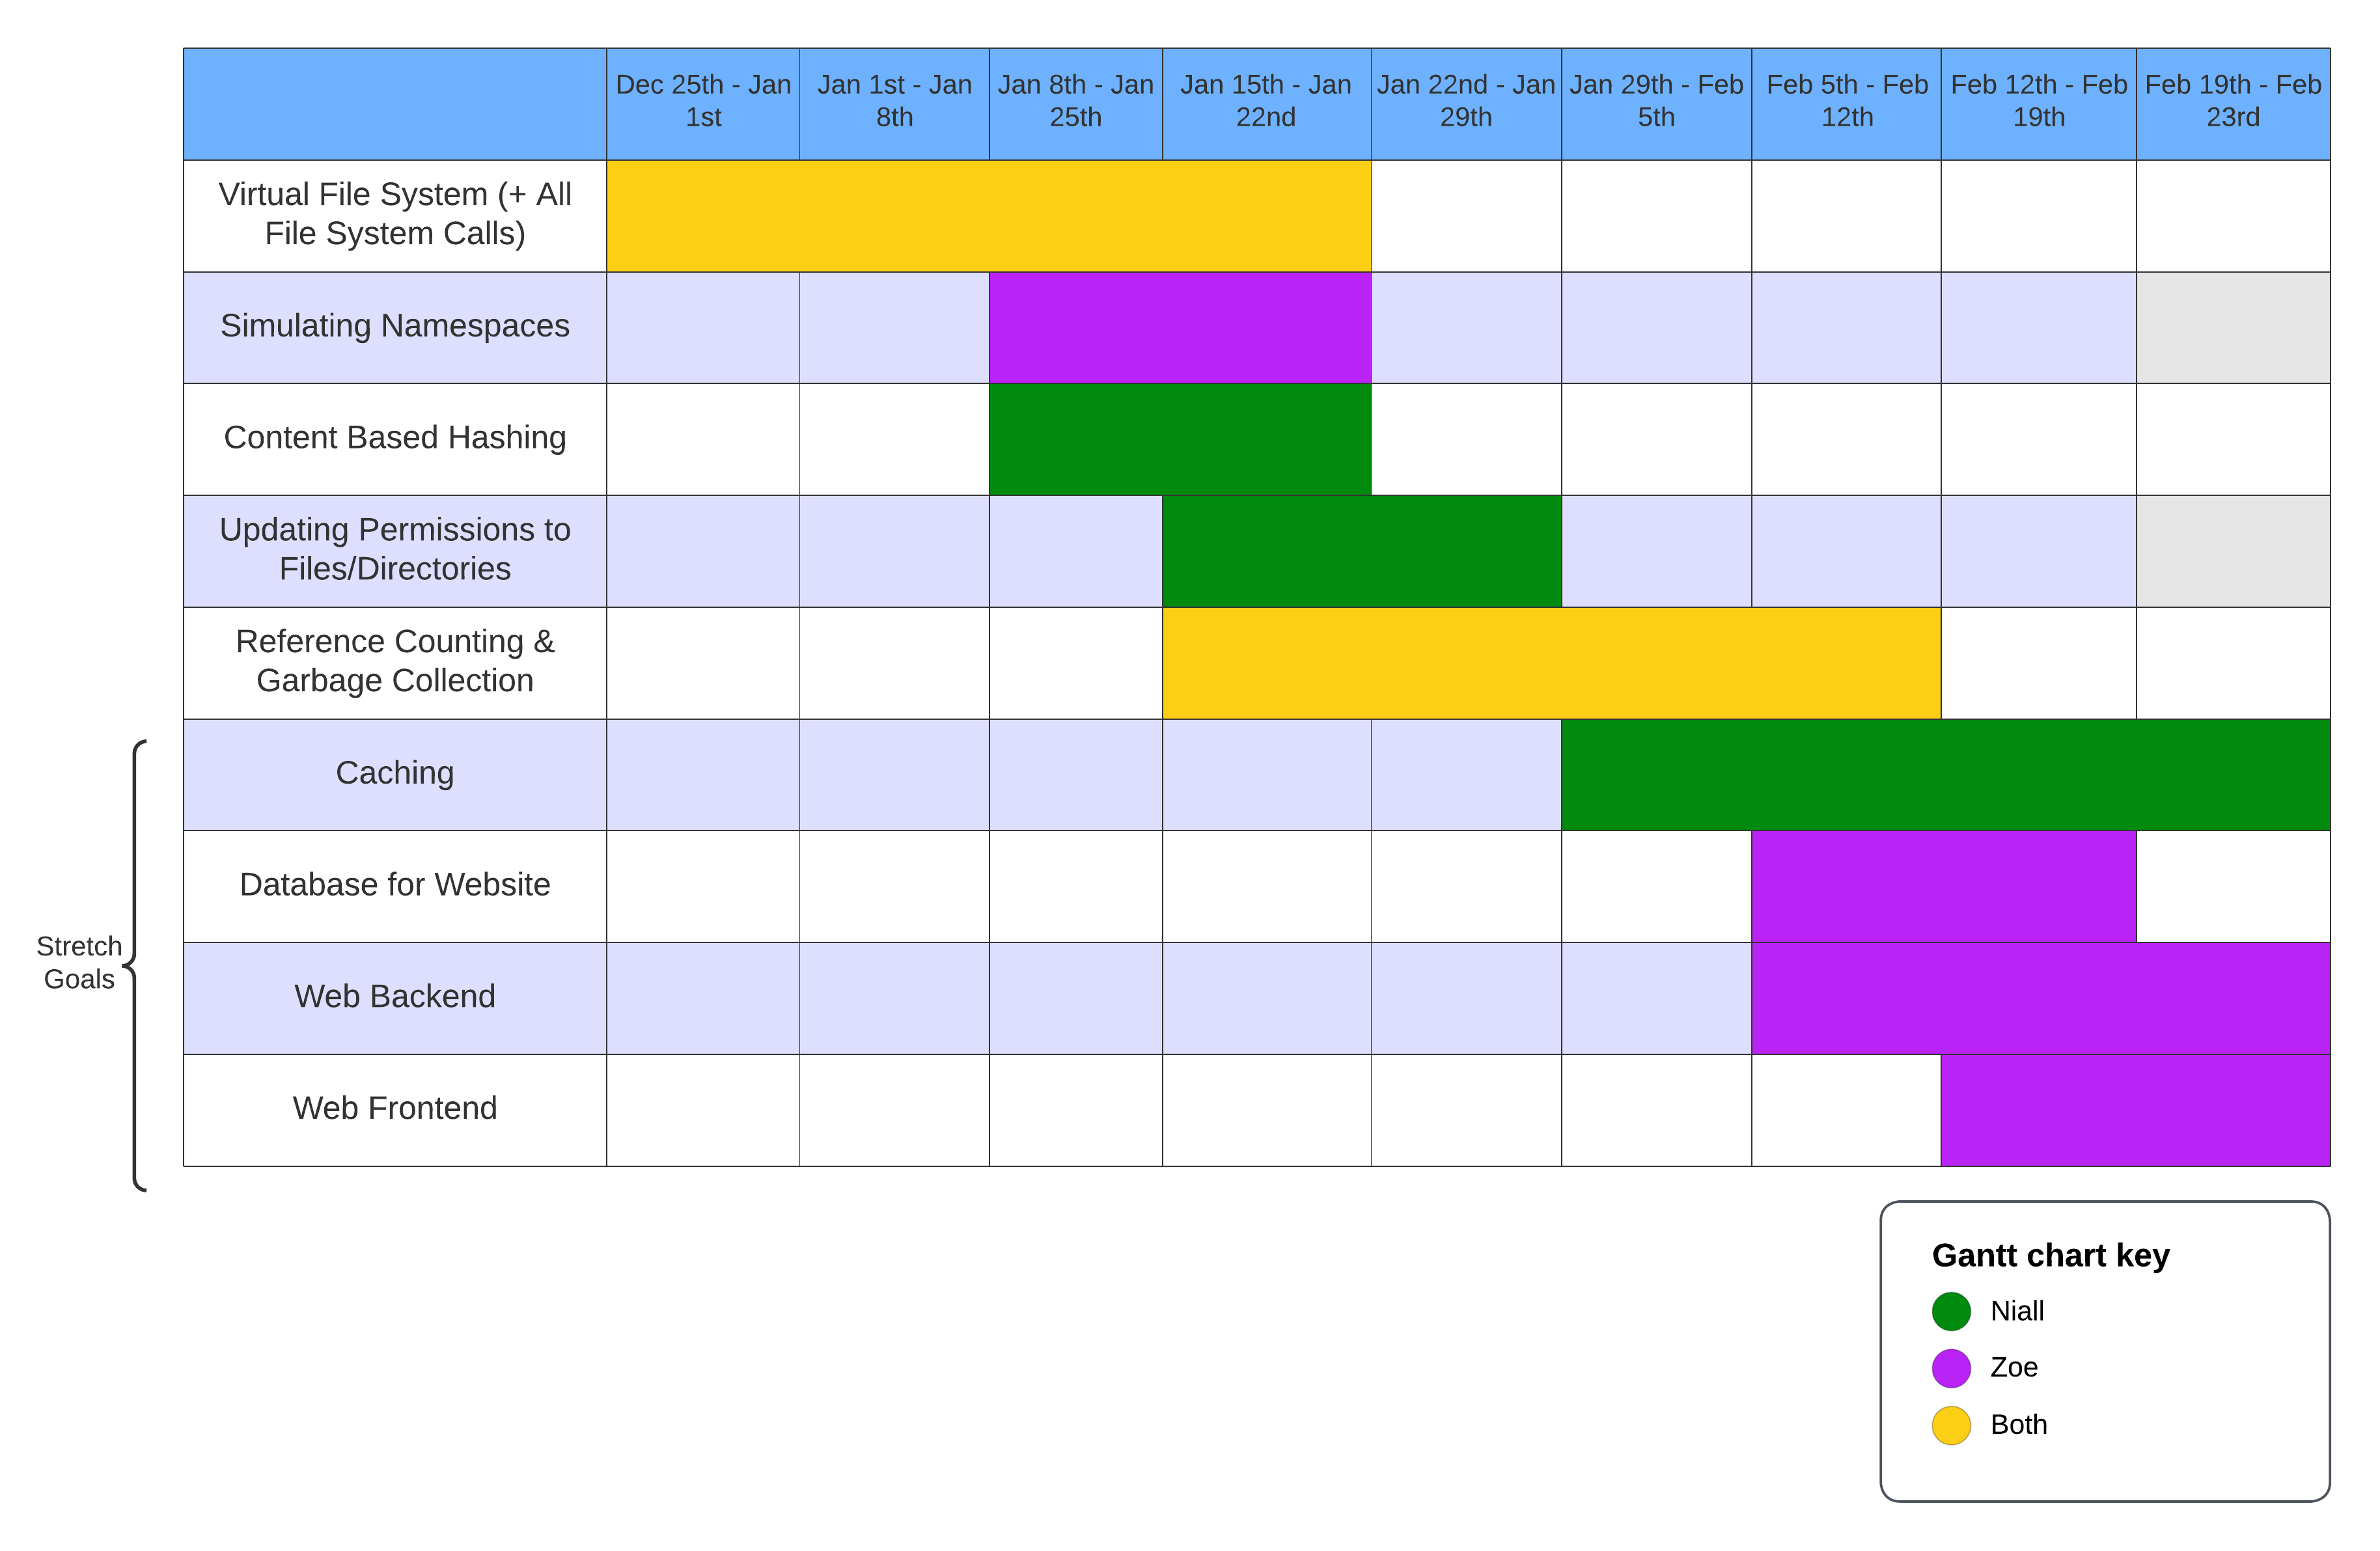 Dec 25th - Jan
1st
Jan 1st - Jan
8th
Jan 8th - Jan
25th
Jan 15th - Jan
22nd
Jan 22nd - Jan
29th
Jan 29th - Feb
5th
Feb 5th - Feb
12th
Feb 12th - Feb
19th
Feb 19th - Feb
23rd
Virtual File System (+ All
File System Calls)
Simulating Namespaces
Content Based Hashing
Updating Permissions to
Files/Directories
Reference Counting &
Garbage Collection
Stretch
Goals
Caching
Database for Website
Web Backend
Web Frontend
Gantt chart key
Niall
Zoe
Both